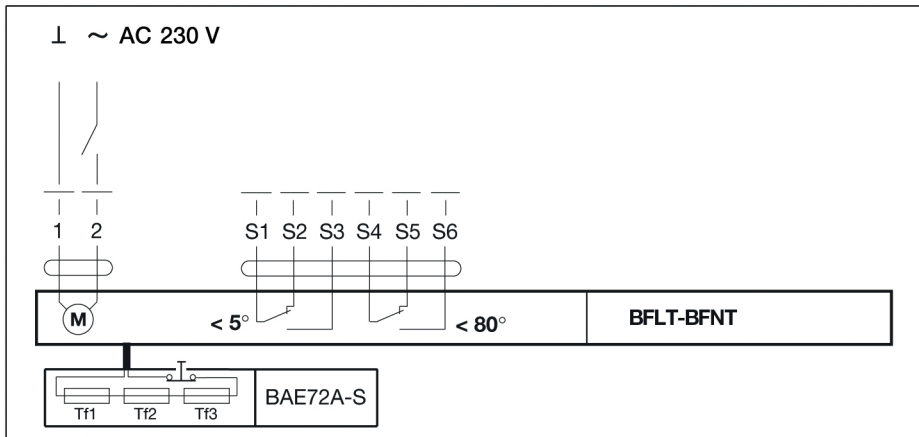 ⊥ ~ AC 230 V
1 2 S1 S2 S3 S4 S5 S6
M < 5° < 80° BFLT-BFNT
Tf1 Tf2 Tf3 BAE72A-S